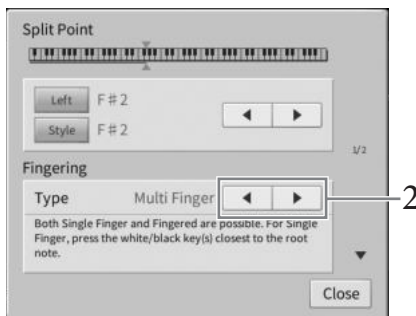 Split Point
Left F#2
Style F#2
1/2
Fingering
Type Multi Finger
2
Both Single Finger and Fingered are possible. For Single
Finger, press the white/black key(s) closest to the root
note.
Close